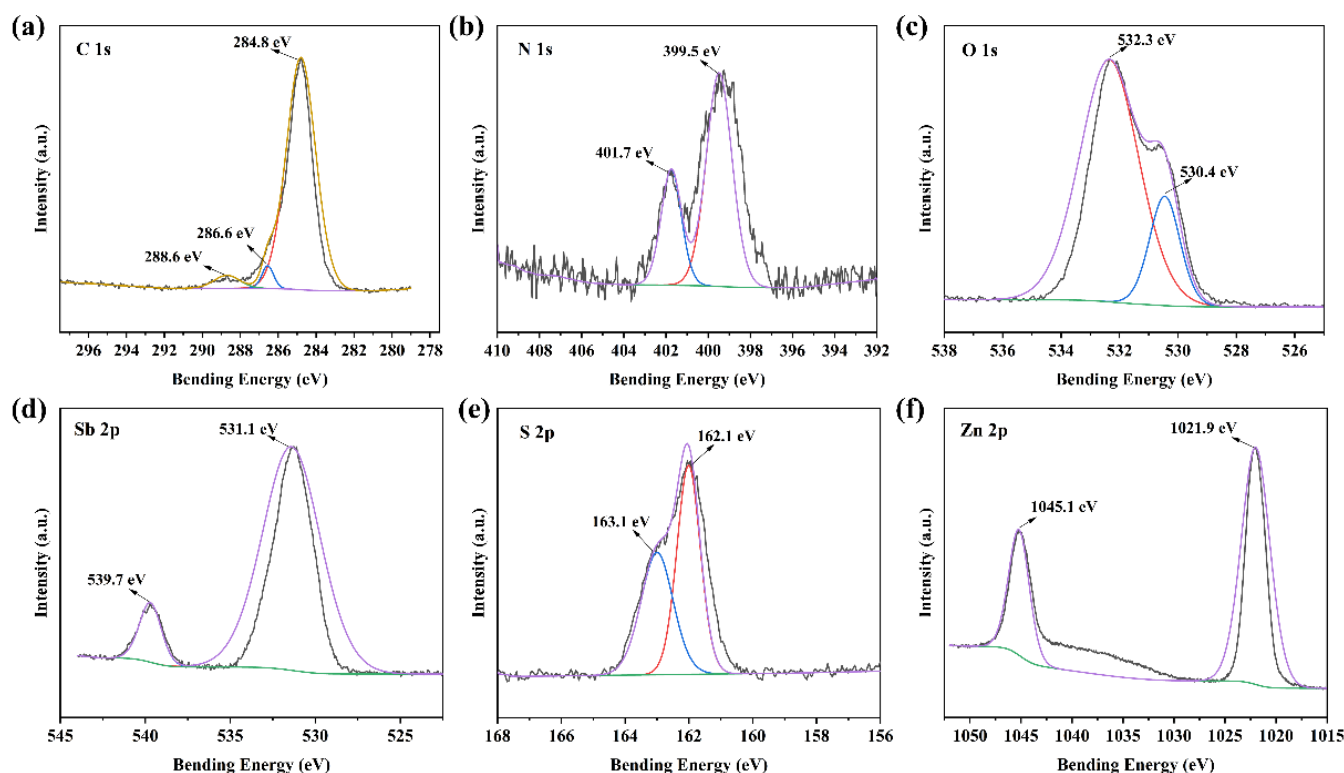 (a)
C 1s
284.8 eV
286.6 eV
288.6 eV
Intensity (a.u.)
296 294 292 290 288 286 284 282 280 278
Bending Energy (eV)
(b)
N 1s
399.5 eV
401.7 eV
Intensity (a.u.)
410 408 406 404 402 400 398 396 394 392
Bending Energy (eV)
(c)
O 1s
532.3 eV
530.4 eV
Intensity (a.u.)
538 536 534 532 530 528 526
Bending Energy (eV)
(d)
Sb 2p
531.1 eV
539.7 eV
Intensity (a.u.)
545 540 535 530 525
Bending Energy (eV)
(e)
S 2p
162.1 eV
163.1 eV
Intensity (a.u.)
168 166 164 162 160 158 156
Bending Energy (eV)
(f)
Zn 2p
1021.9 eV
1045.1 eV
Intensity (a.u.)
1050 1045 1040 1035 1030 1025 1020 1015
Bending Energy (eV)